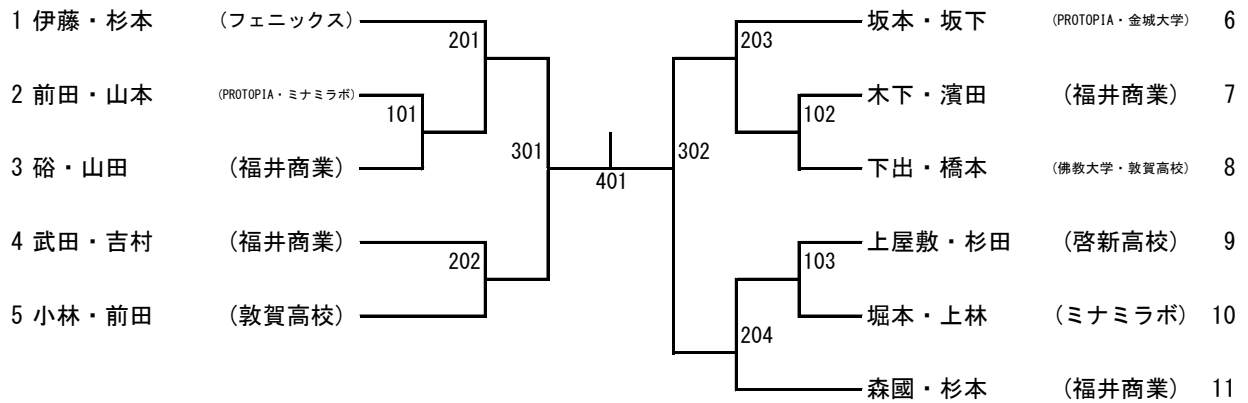 1 伊藤・杉本 (フェニックス)
201
2 前田・山本 (PROTOPIA・ミナミラボ)
101
3 硲・山田 (福井商業)
301
4 武田・吉村 (福井商業)
202
5 小林・前田 (敦賀高校)
401
坂本・坂下 (PROTOPIA・金城大学) 6
203
木下・濱田 (福井商業) 7
102
302
下出・橋本 (佛教大学・敦賀高校) 8
上屋敷・杉田 (啓新高校) 9
103
堀本・上林 (ミナミラボ) 10
204
森國・杉本 (福井商業) 11